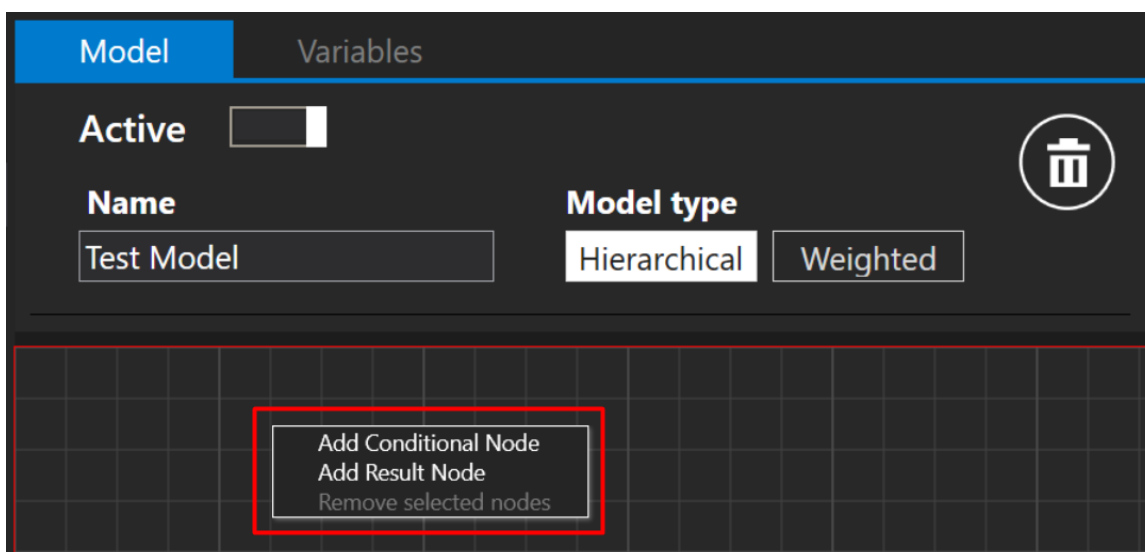 Model Variables
Active
Name Model type
Test Model Hierarchical Weighted
Add Conditional Node
Add Result Node
Remove selected nodes